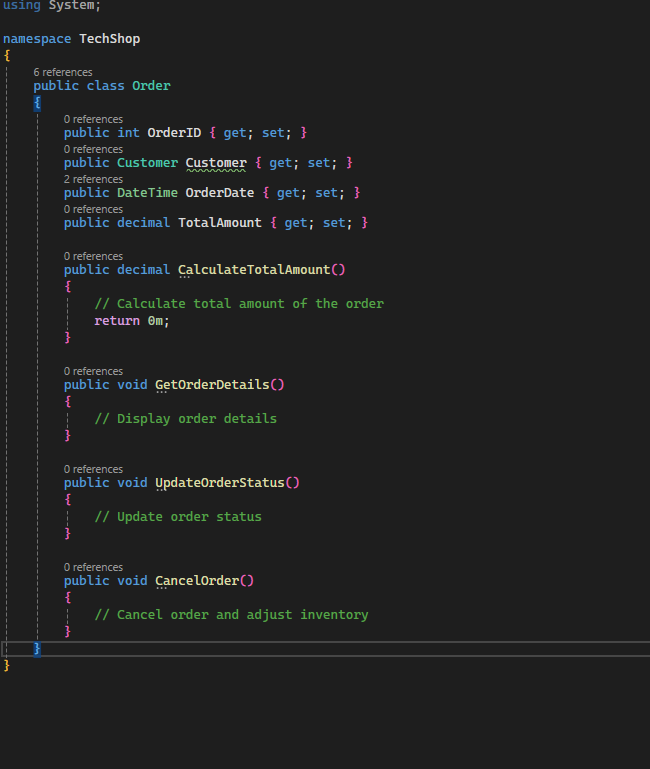 using System;
namespace TechShop
{
6 references
public class Order
{
0 references
public int OrderID { get; set; }
0 references
public Customer Customer { get; set; }
2 references
public DateTime OrderDate { get; set; }
0 references
public decimal TotalAmount { get; set; }
0 references
public decimal CalculateTotalAmount()
{
// Calculate total amount of the order
return 0m;
}
0 references
public void GetOrderDetails()
{
// Display order details
}
0 references
public void UpdateOrderStatus()
{
// Update order status
}
0 references
public void CancelOrder()
{
// Cancel order and adjust inventory
}
}
}